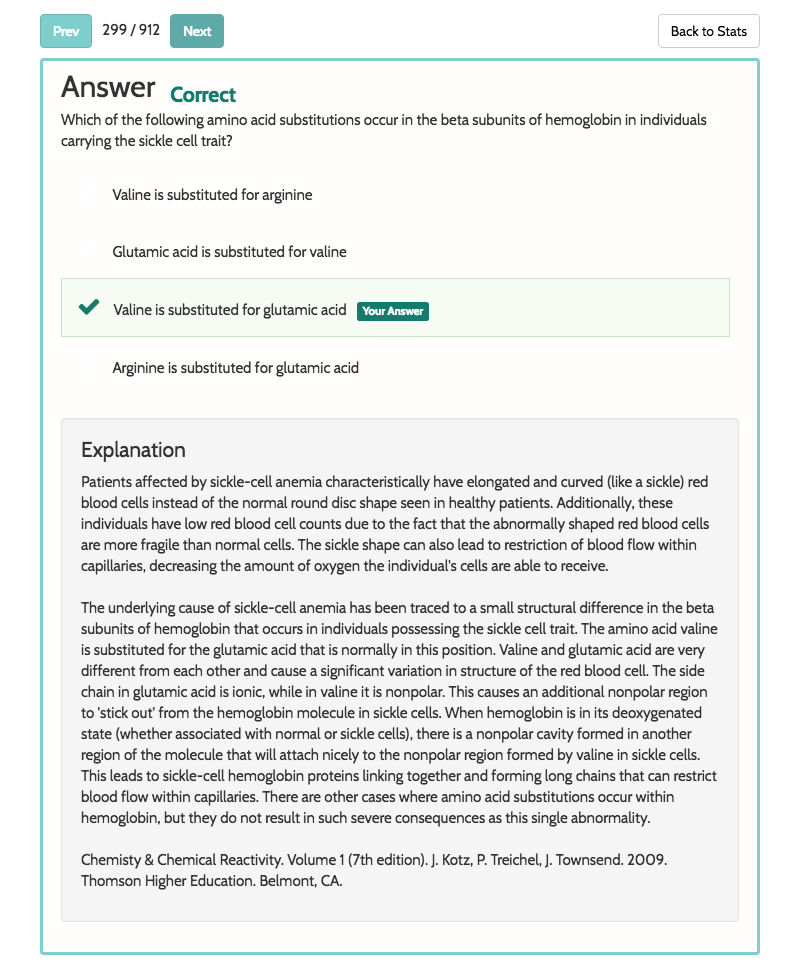 Prev 299 / 912 Next Back to Stats
Answer Correct
Which of the following amino acid substitutions occur in the beta subunits of hemoglobin in individuals
carrying the sickle cell trait?
Valine is substituted for arginine
Glutamic acid is substituted for valine
Valine is substituted for glutamic acid Your Answer
Arginine is substituted for glutamic acid
Explanation
Patients affected by sickle-cell anemia characteristically have elongated and curved (like a sickle) red
blood cells instead of the normal round disc shape seen in healthy patients. Additionally, these
individuals have low red blood cell counts due to the fact that the abnormally shaped red blood cells
are more fragile than normal cells. The sickle shape can also lead to restriction of blood flow within
capillaries, decreasing the amount of oxygen the individual's cells are able to receive.
The underlying cause of sickle-cell anemia has been traced to a small structural difference in the beta
subunits of hemoglobin that occurs in individuals possessing the sickle cell trait. The amino acid valine
is substituted for the glutamic acid that is normally in this position. Valine and glutamic acid are very
different from each other and cause a significant variation in structure of the red blood cell. The side
chain in glutamic acid is ionic, while in valine it is nonpolar. This causes an additional nonpolar region
to 'stick out' from the hemoglobin molecule in sickle cells. When hemoglobin is in its deoxygenated
state (whether associated with normal or sickle cells), there is a nonpolar cavity formed in another
region of the molecule that will attach nicely to the nonpolar region formed by valine in sickle cells.
This leads to sickle-cell hemoglobin proteins linking together and forming long chains that can restrict
blood flow within capillaries. There are other cases where amino acid substitutions occur within
hemoglobin, but they do not result in such severe consequences as this single abnormality.
Chemisty & Chemical Reactivity. Volume 1 (7th edition). J. Kotz, P. Treichel, J. Townsend. 2009.
Thomson Higher Education. Belmont, CA.